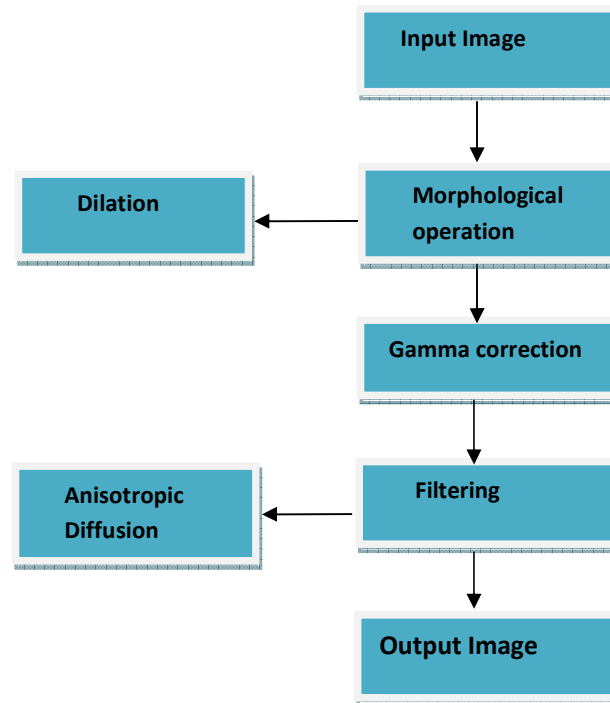 Input Image
Dilation
Morphological
operation
Gamma correction
Anisotropic
Diffusion
Filtering
Output Image